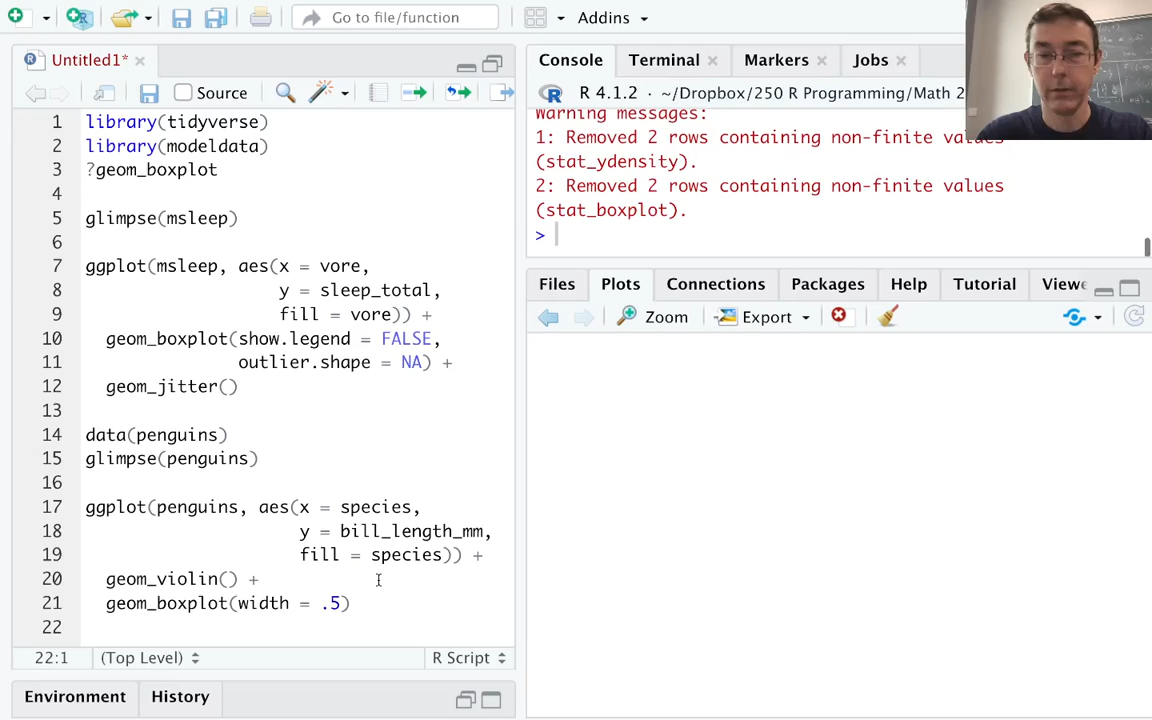 Go to file/function
Addins
Untitled1*
Source
1 library(tidyverse)
2 library(modeldata)
3 ?geom_boxplot
4
5 glimpse(msleep)
6
7 ggplot(msleep, aes(x = vore,
8 y = sleep_total,
9 fill = vore)) +
10 geom_boxplot(show.legend = FALSE,
11 outlier.shape = NA) +
12 geom_jitter()
13
14 data(penguins)
15 glimpse(penguins)
16
17 ggplot(penguins, aes(x = species,
18 y = bill_length_mm,
19 fill = species)) +
20 geom_violin() +
21 geom_boxplot(width = .5)
22
22:1 (Top Level) R Script
Environment History
Console Terminal Markers Jobs
R 4.1.2 · ~/Dropbox/250 R Programming/Math 2
Warning messages:
1: Removed 2 rows containing non-finite values
(stat_ydensity).
2: Removed 2 rows containing non-finite values
(stat_boxplot).
>
Files Plots Connections Packages Help Tutorial Viewe
Zoom Export